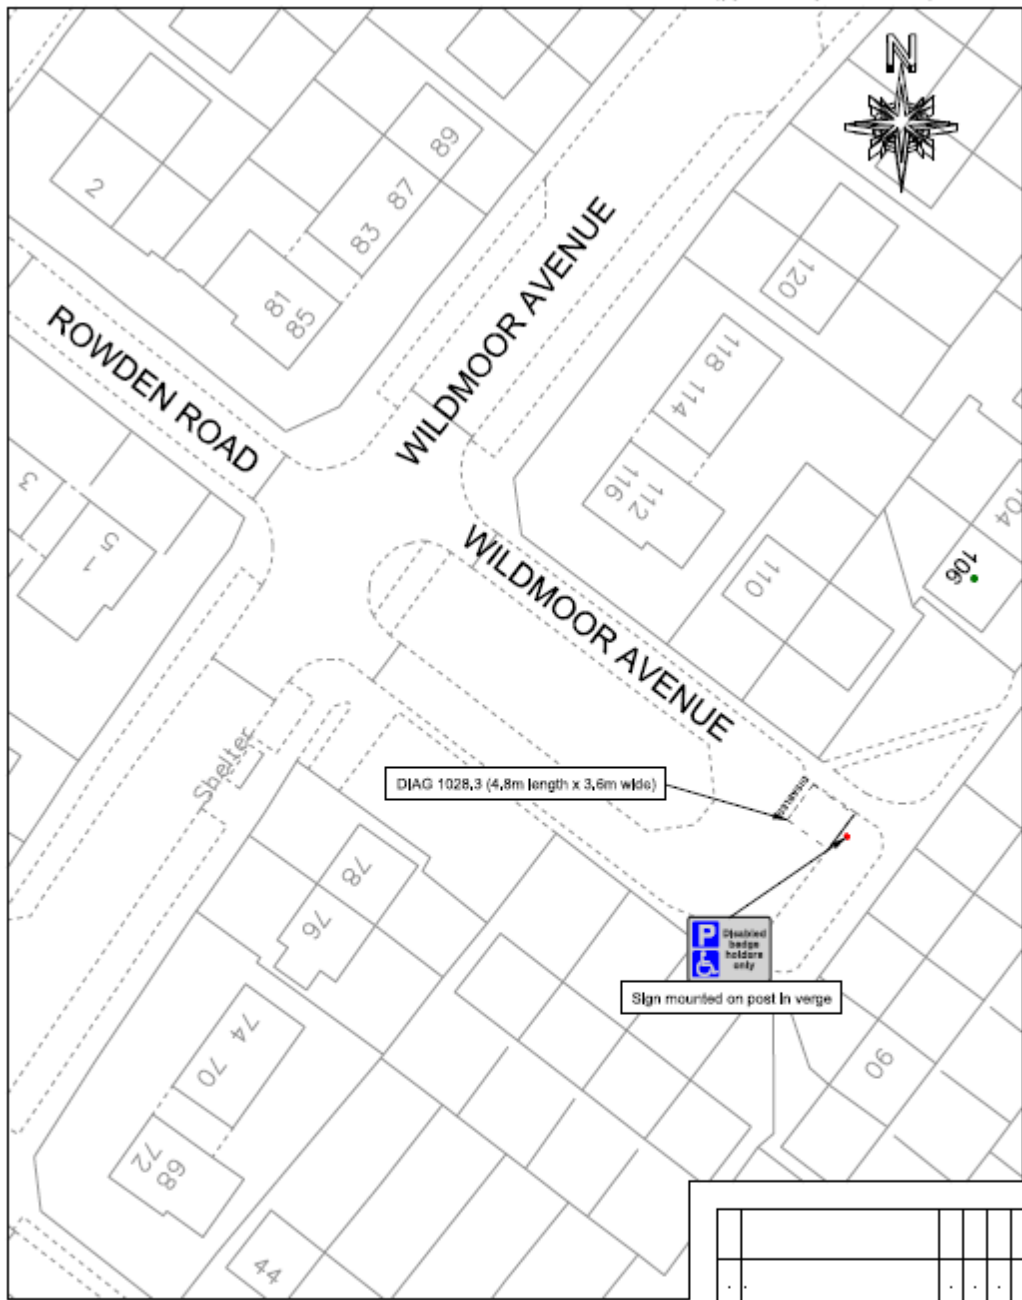 N
89
87
83
2
81
85
WILDMOOR AVENUE
ROWDEN ROAD
120
118
114
116
112
110
104
106
3
5
1
WILDMOOR AVENUE
Shelter
DISABLED
DIAG 1028.3 (4.8m length x 3.6m wide)
78
76
P
Disabled
badge
holders
only
Sign mounted on post in verge
74
70
72
68
90
44